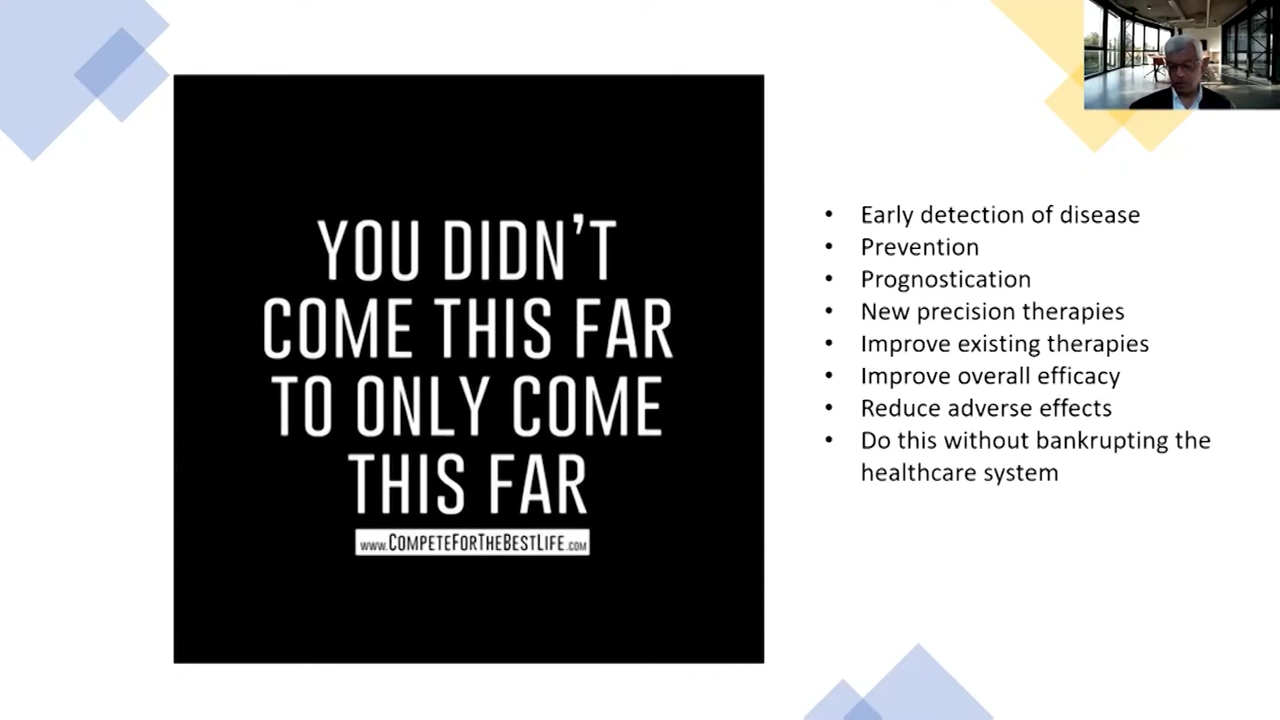 YOU DIDN'T
COME THIS FAR
TO ONLY COME
THIS FAR
www.COMPETEFORTHEBESTLIFE.com
• Early detection of disease
• Prevention
• Prognostication
• New precision therapies
• Improve existing therapies
• Improve overall efficacy
• Reduce adverse effects
• Do this without bankrupting the
healthcare system